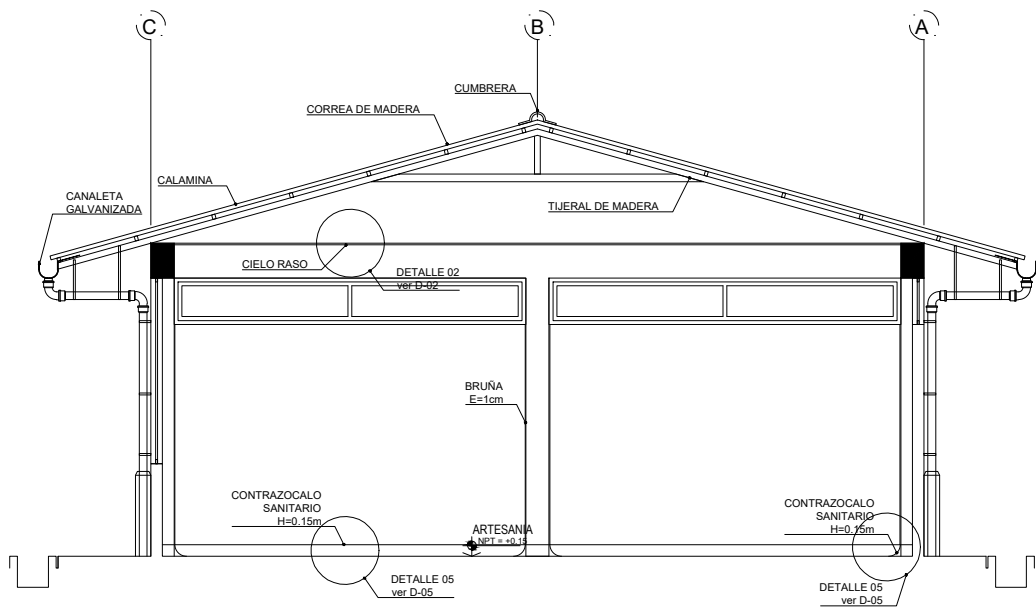 C
B
A
CUMBRERA
CORREA DE MADERA
CALAMINA
CANALETA
GALVANIZADA
TIJERAL DE MADERA
CIELO RASO
DETALLE 02
ver D-02
BRUÑA
E=1cm
CONTRAZOCALO
SANITARIO
H=0.15m
ARTESANIA
NPT = +0.15
CONTRAZOCALO
SANITARIO
H=0.15m
DETALLE 05
ver D-05
DETALLE 05
ver D-05